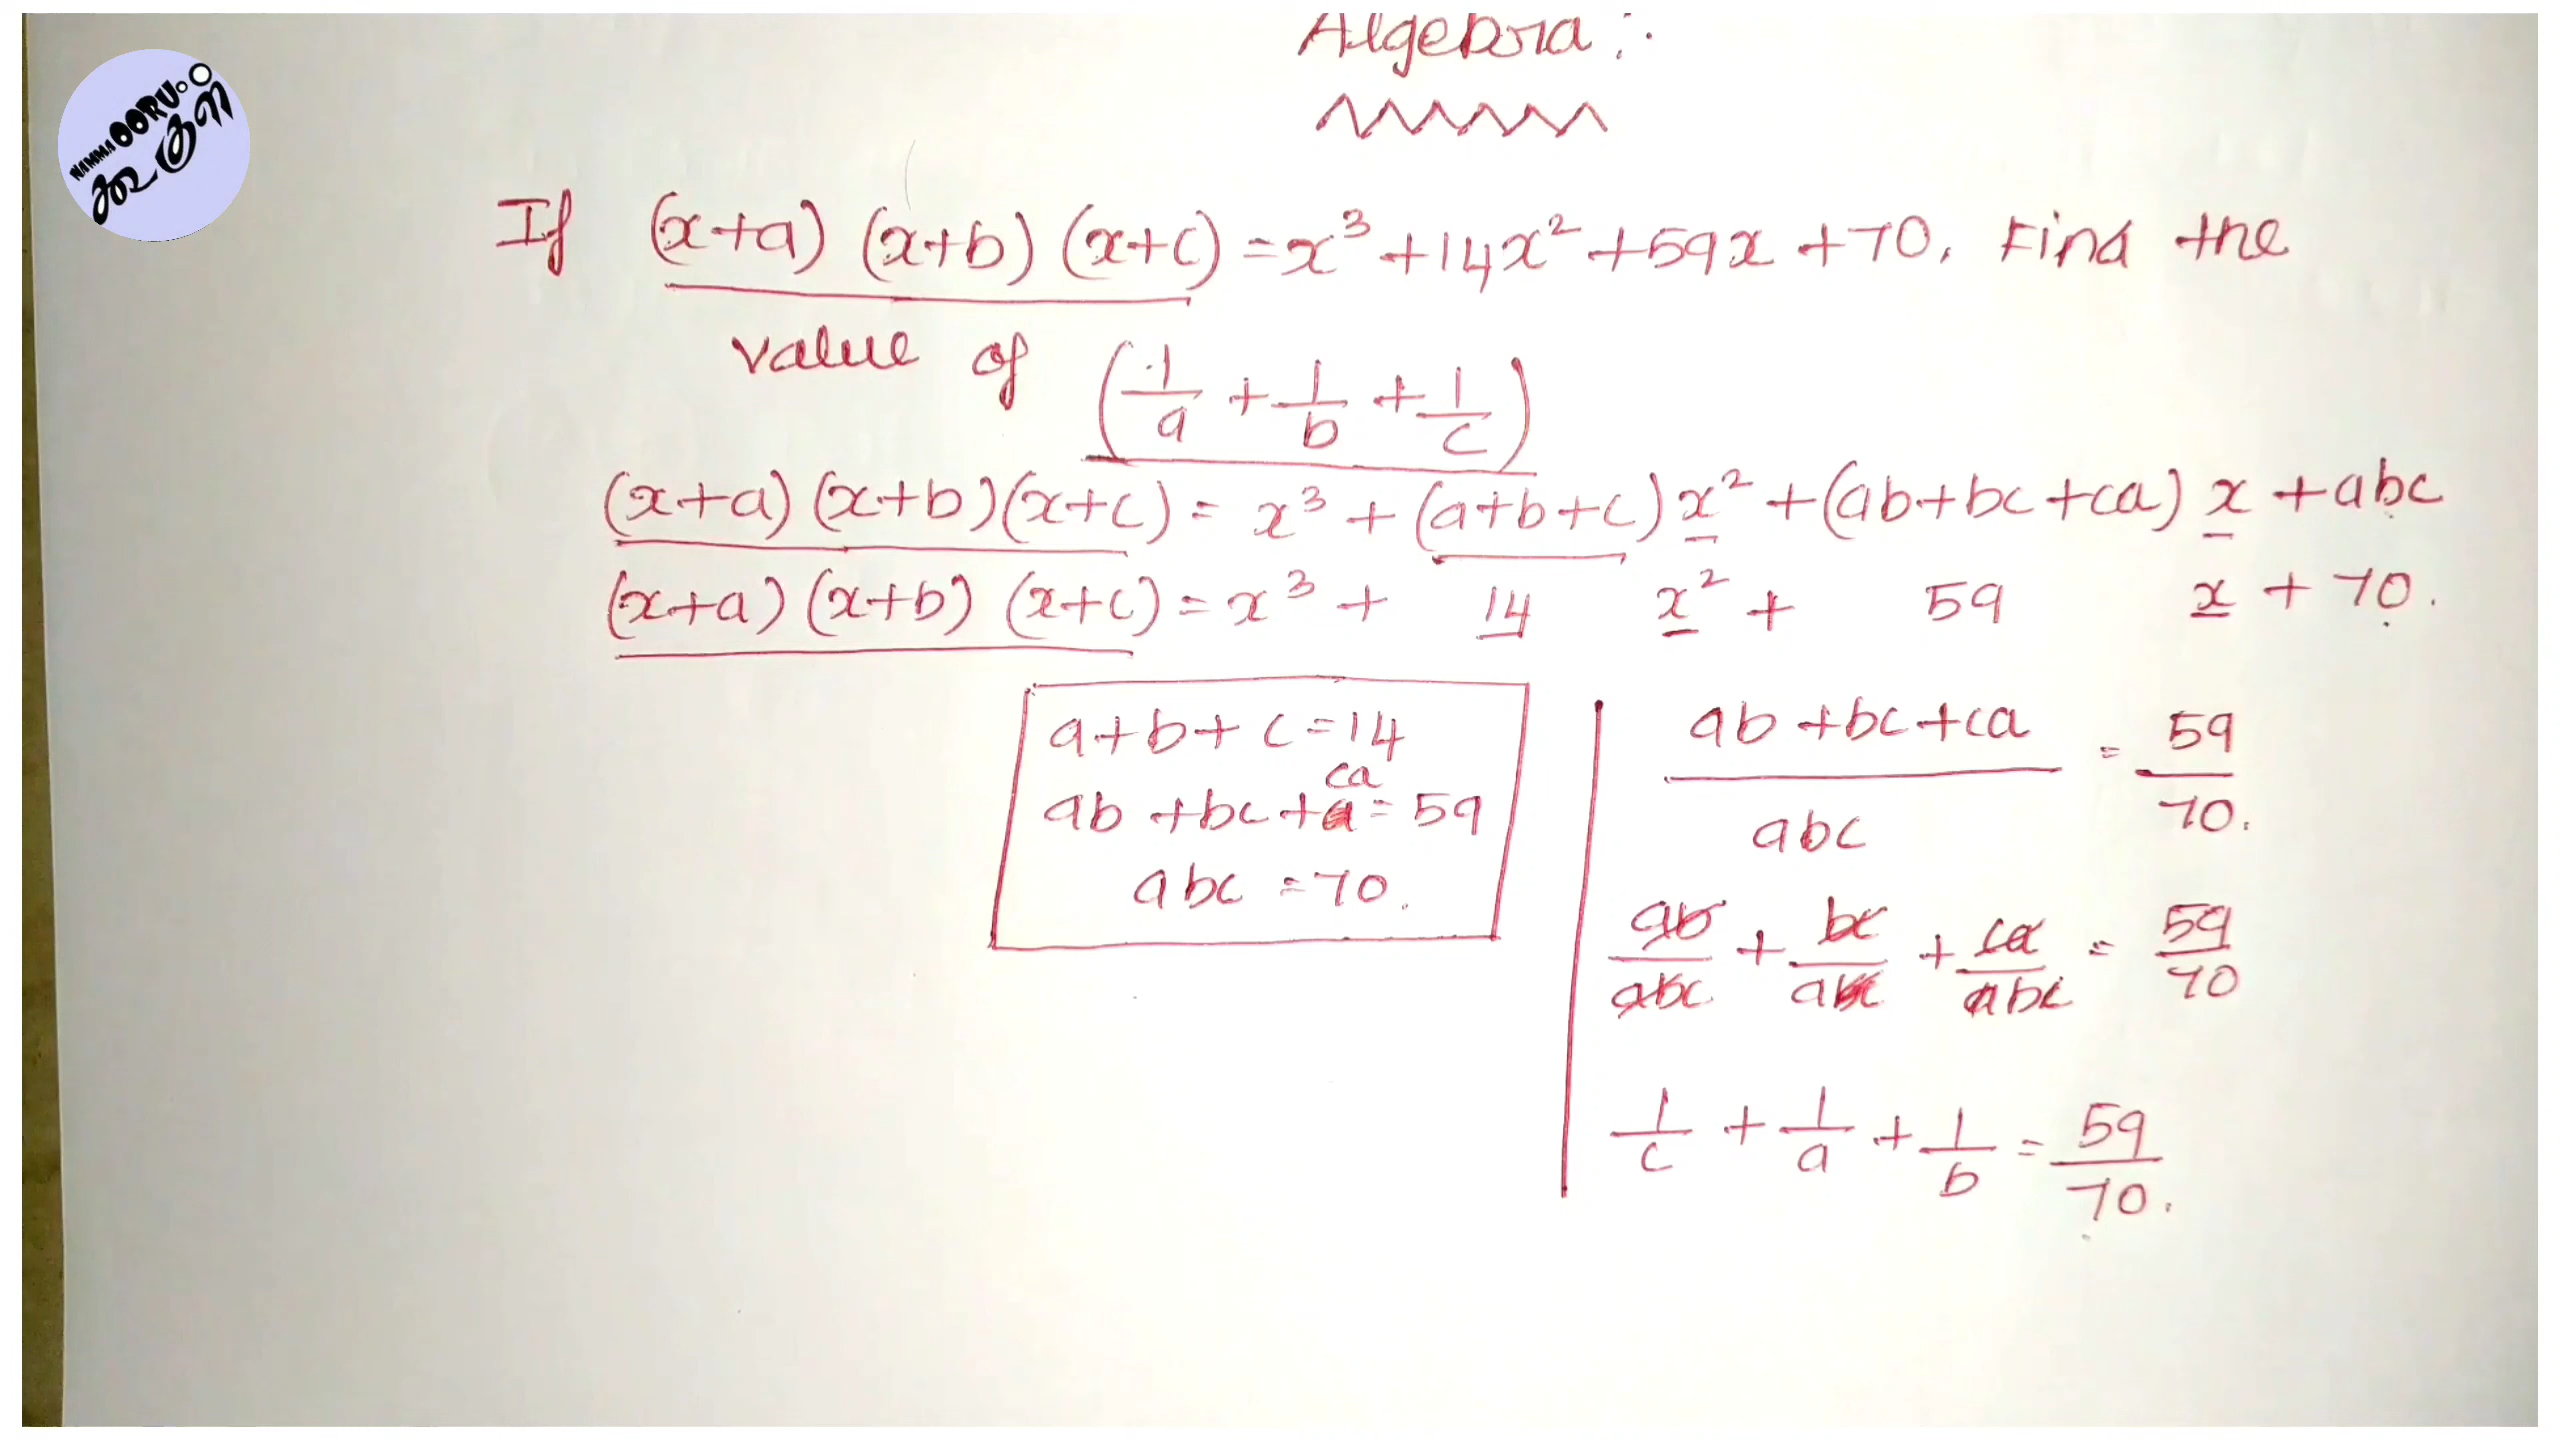 Algebra :-
NAMMA OORU
If (x+a) (x+b) (x+c) = x³ + 14x² + 59x + 70. Find the
value of (1/a + 1/b + 1/c)
(x+a) (x+b) (x+c) = x³ + (a+b+c) x² + (ab+bc+ca) x + abc
(x+a) (x+b) (x+c) = x³ + 14 x² + 59 x + 70.
a+b+c=14
ca
ab+bc+a=59
abc =70.
ab+bc+ca/abc = 59/70.
ab/abc + bc/abc + ca/abc = 59/70
1/c + 1/a + 1/b = 59/70.